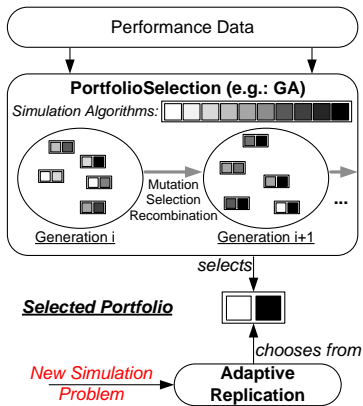 Performance Data
PortfolioSelection (e.g.: GA)
Simulation Algorithms:
Mutation
Selection
Recombination
...
Generation i
Generation i+1
selects
Selected Portfolio
chooses from
New Simulation
Problem
Adaptive
Replication